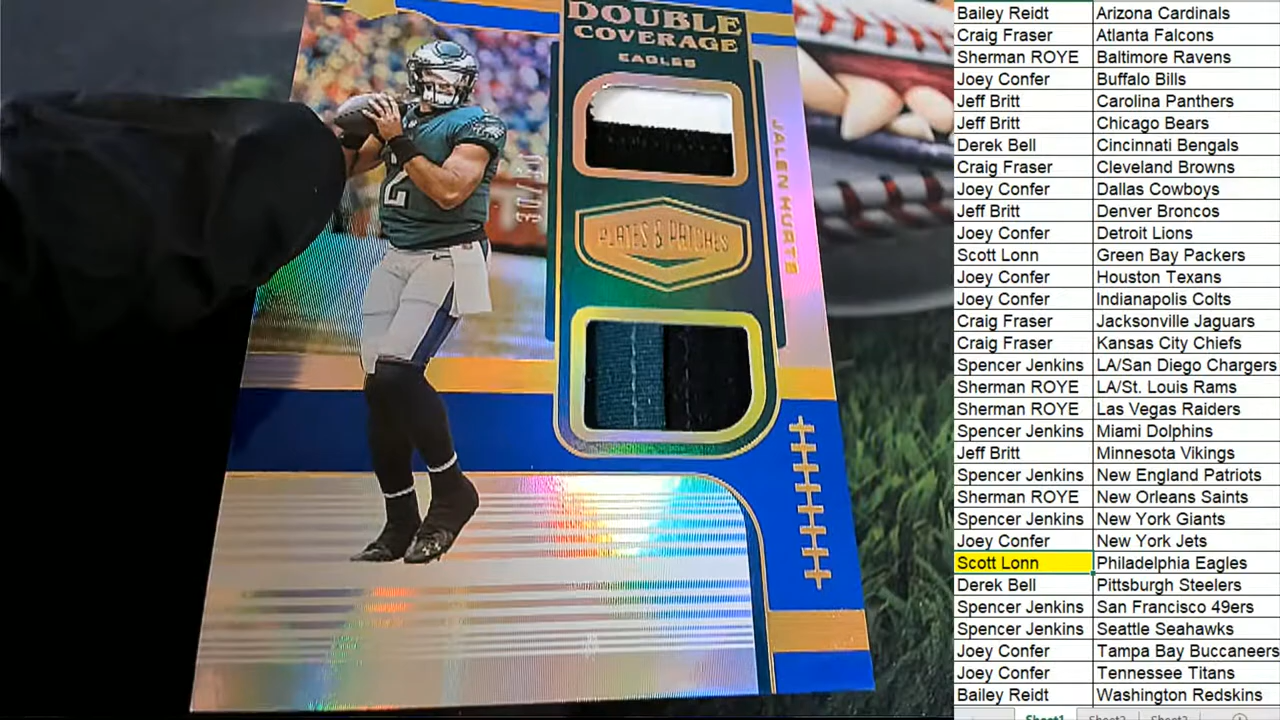 DOUBLE
COVERAGE
EAGLES
PLATES & PATCHES
JALEN HURTS
2
Bailey Reidt Arizona Cardinals
Craig Fraser Atlanta Falcons
Sherman ROYE Baltimore Ravens
Joey Confer Buffalo Bills
Jeff Britt Carolina Panthers
Jeff Britt Chicago Bears
Derek Bell Cincinnati Bengals
Craig Fraser Cleveland Browns
Joey Confer Dallas Cowboys
Jeff Britt Denver Broncos
Joey Confer Detroit Lions
Scott Lonn Green Bay Packers
Joey Confer Houston Texans
Joey Confer Indianapolis Colts
Craig Fraser Jacksonville Jaguars
Craig Fraser Kansas City Chiefs
Spencer Jenkins LA/San Diego Chargers
Sherman ROYE LA/St. Louis Rams
Sherman ROYE Las Vegas Raiders
Spencer Jenkins Miami Dolphins
Jeff Britt Minnesota Vikings
Spencer Jenkins New England Patriots
Sherman ROYE New Orleans Saints
Spencer Jenkins New York Giants
Joey Confer New York Jets
Scott Lonn Philadelphia Eagles
Derek Bell Pittsburgh Steelers
Spencer Jenkins San Francisco 49ers
Spencer Jenkins Seattle Seahawks
Joey Confer Tampa Bay Buccaneers
Joey Confer Tennessee Titans
Bailey Reidt Washington Redskins
Sheet1 Sheet2 Sheet3